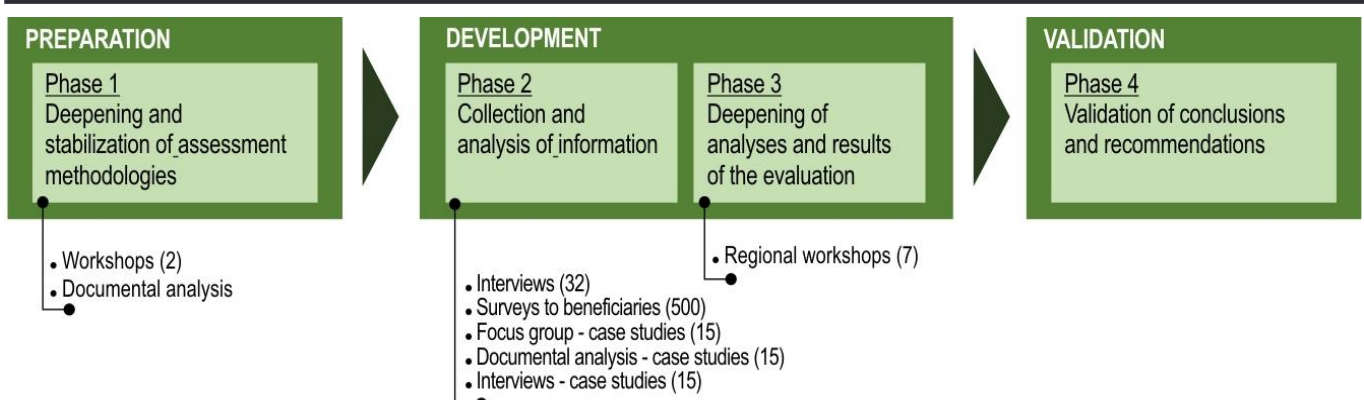 PREPARATION
Phase 1
Deepening and
stabilization of assessment
methodologies
• Workshops (2)
• Documental analysis
DEVELOPMENT
Phase 2
Collection and
analysis of information
• Interviews (32)
• Surveys to beneficiaries (500)
• Focus group - case studies (15)
• Documental analysis - case studies (15)
• Interviews - case studies (15)
Phase 3
Deepening of
analyses and results
of the evaluation
• Regional workshops (7)
VALIDATION
Phase 4
Validation of conclusions
and recommendations